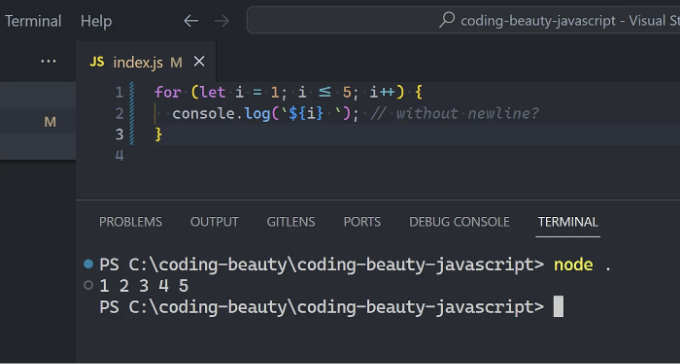 Terminal Help ← → coding-beauty-javascript - Visual St
... JS index.js M ×
M
1 for (let i = 1; i ≤ 5; i++) {
2 console.log(`${i} `); // without newline?
3 }
4
PROBLEMS OUTPUT GITLENS PORTS DEBUG CONSOLE TERMINAL
PS C:\coding-beauty\coding-beauty-javascript> node .
1 2 3 4 5
PS C:\coding-beauty\coding-beauty-javascript>